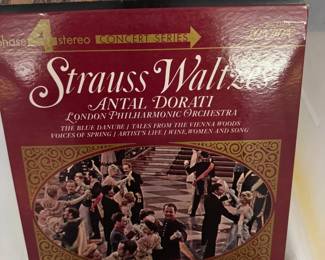 phase 4 stereo CONCERT SERIES
Strauss Waltzes
ANTAL DORATI
LONDON PHILHARMONIC ORCHESTRA
THE BLUE DANUBE / TALES FROM THE VIENNA WOODS
VOICES OF SPRING / ARTIST'S LIFE / WINE, WOMEN AND SONG